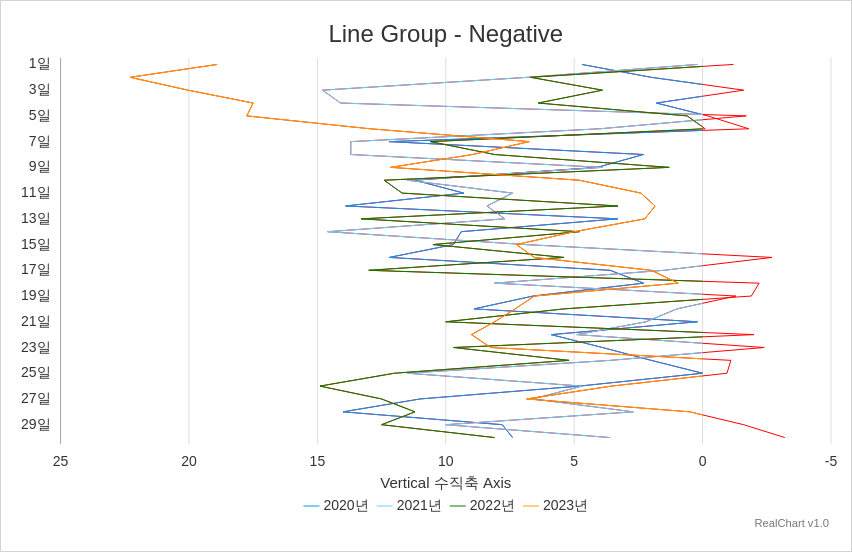 Line Group - Negative
1일
3일
5일
7일
9일
11일
13일
15일
17일
19일
21일
23일
25일
27일
29일
25 20 15 10 5 0 -5
Vertical 수직축 Axis
2020년 2021년 2022년 2023년
RealChart v1.0